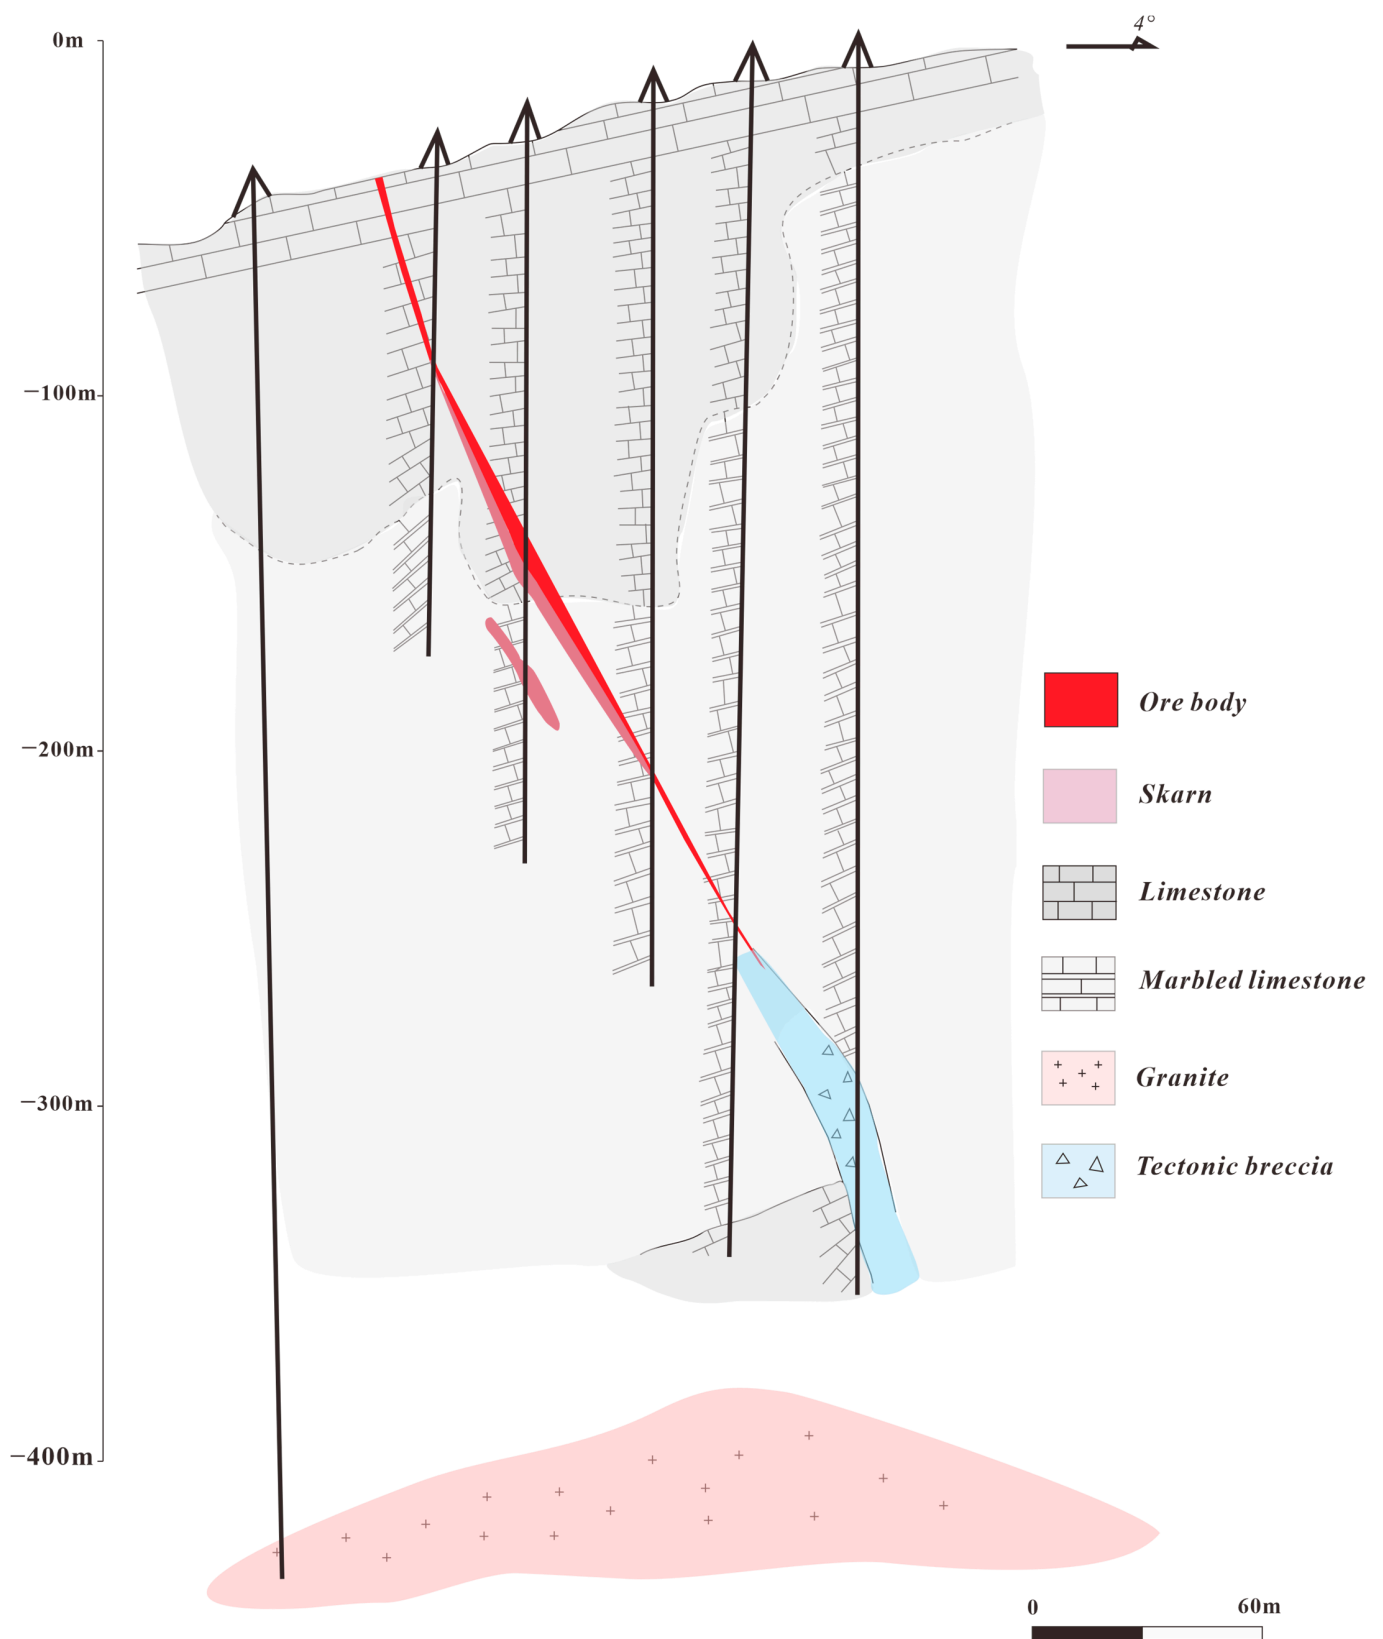 0m
4°
−100m
−200m
−300m
−400m
Ore body
Skarn
Limestone
Marbled limestone
Granite
Tectonic breccia
0 60m